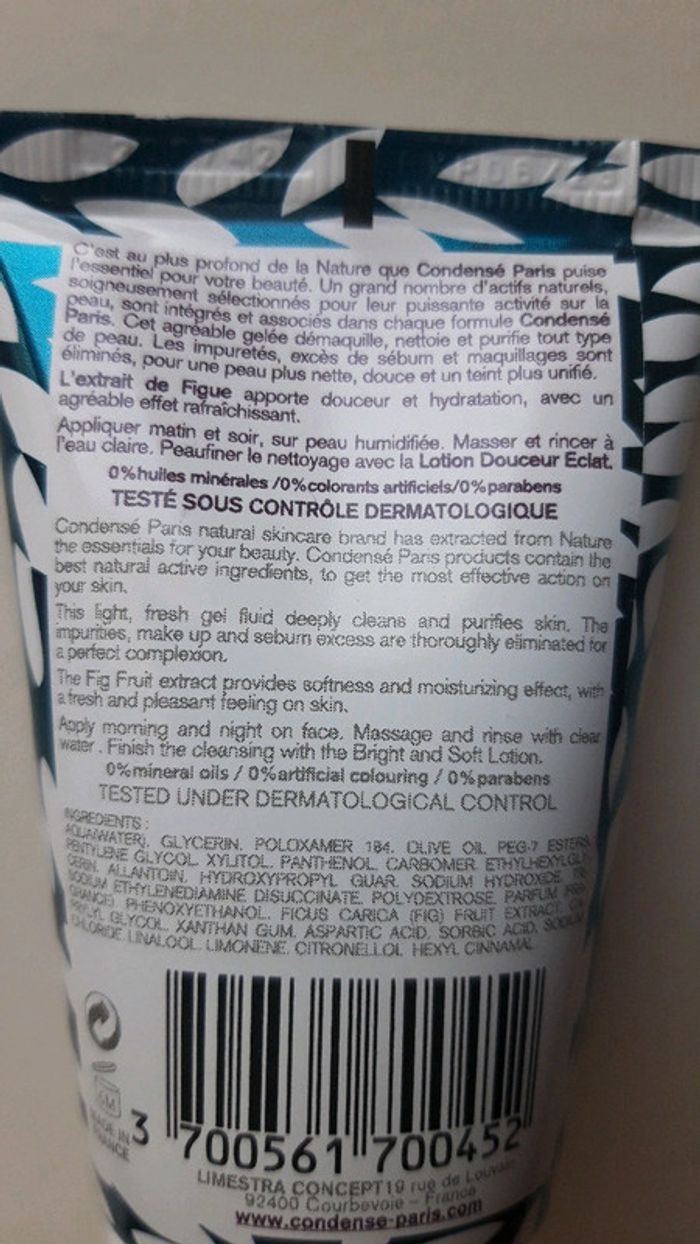 C'est au plus profond de la Nature que Condensé Paris puise
l'essentiel pour votre beauté. Un grand nombre d'actifs naturels,
soigneusement sélectionnés pour leur puissante activité sur la
peau, sont intégrés et associés dans chaque formule Condensé
Paris. Cet agréable gelée démaquille, nettoie et purifie tout type
de peau. Les impuretés, excès de sébum et maquillages sont
éliminés, pour une peau plus nette, douce et un teint plus unifié.
L'extrait de Figue apporte douceur et hydratation, avec un
agréable effet rafraîchissant.
Appliquer matin et soir, sur peau humidifiée. Masser et rincer à
l'eau claire. Peaufiner le nettoyage avec la Lotion Douceur Eclat.
0%huiles minérales /0%colorants artificiels/0%parabens
TESTÉ SOUS CONTRÔLE DERMATOLOGIQUE
Condensé Paris natural skincare brand has extracted from Nature
the essentials for your beauty. Condensé Paris products contain the
best natural active ingredients, to get the most effective action on
your skin.
This light, fresh gel fluid deeply cleans and purifies skin. The
impurities, make up and sebum excess are thoroughly eliminated for
a perfect complexion.
The Fig Fruit extract provides softness and moisturizing effect, with
a fresh and pleasant feeling on skin.
Apply morning and night on face. Massage and rinse with clear
water . Finish the cleansing with the Bright and Soft Lotion.
0%mineral oils / 0%artificial colouring / 0%parabens
TESTED UNDER DERMATOLOGICAL CONTROL
INGREDIENTS :
AQUA(WATER), GLYCERIN, POLOXAMER 184, OLIVE OIL PEG-7 ESTERS,
PENTYLENE GLYCOL, XYLITOL, PANTHENOL, CARBOMER, ETHYLHEXYLGLY
CERIN, ALLANTOIN, HYDROXYPROPYL GUAR, SODIUM HYDROXIDE, TRI
SODIUM ETHYLENEDIAMINE DISUCCINATE, POLYDEXTROSE, PARFUM (FRA
GRANCE), PHENOXYETHANOL, FICUS CARICA (FIG) FRUIT EXTRACT, CA
PRYLYL GLYCOL, XANTHAN GUM, ASPARTIC ACID, SORBIC ACID, SODIUM
CHLORIDE, LINALOOL, LIMONENE, CITRONELLOL, HEXYL CINNAMAL
6M
MADE IN
FRANCE
3 700561 700452
LIMESTRA CONCEPT19 rue de Louvain
92400 Courbevoie - France
www.condense-paris.com